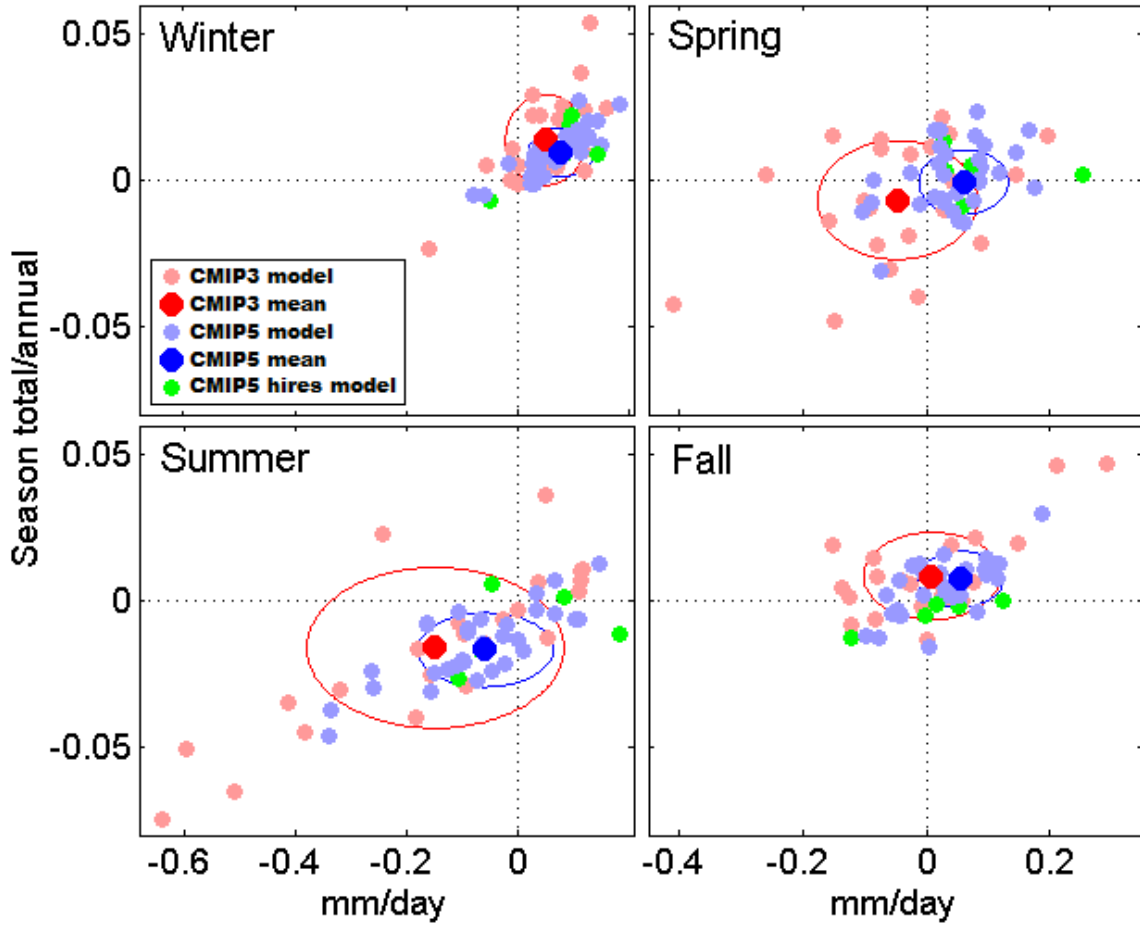 Winter
Spring
0.05
0
-0.05
CMIP3 model
CMIP3 mean
CMIP5 model
CMIP5 mean
CMIP5 hires model
Season total/annual
Summer
Fall
0.05
0
-0.05
-0.6
-0.4
-0.2
0
-0.4
-0.2
0
0.2
mm/day
mm/day